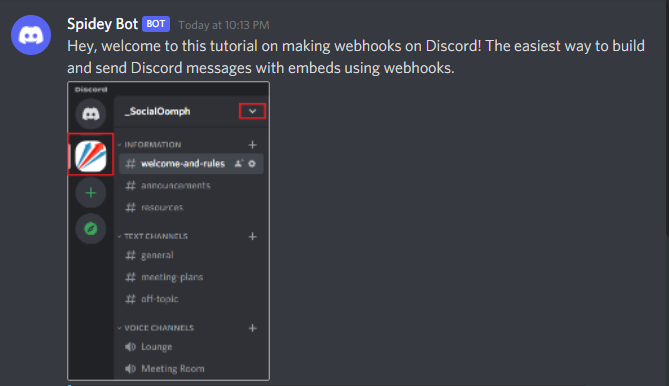 Spidey Bot BOT Today at 10:13 PM
Hey, welcome to this tutorial on making webhooks on Discord! The easiest way to build
and send Discord messages with embeds using webhooks.
Discord
_SocialOomph
INFORMATION +
# welcome-and-rules
# announcements
# resources
TEXT CHANNELS +
# general
# meeting-plans
# off-topic
VOICE CHANNELS +
Lounge
Meeting Room